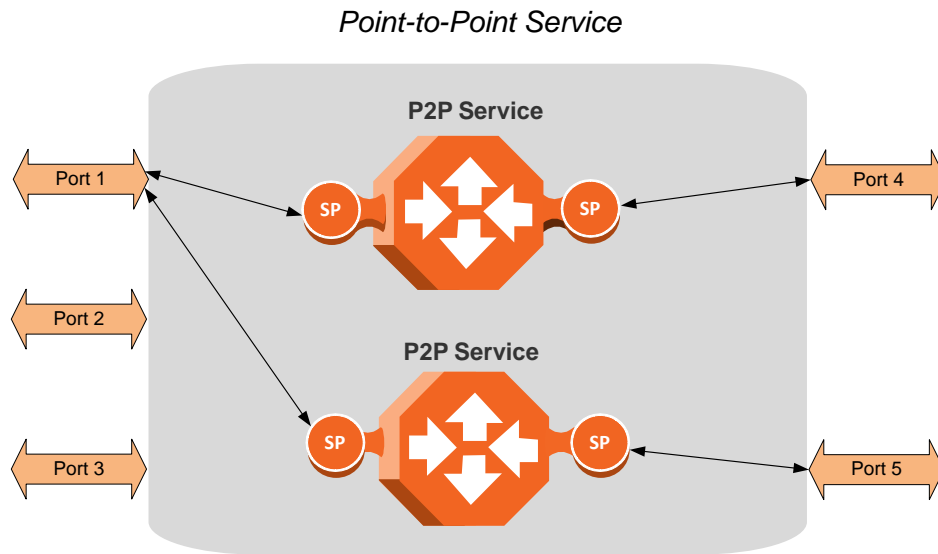 Point-to-Point Service
P2P Service
Port 1
SP
SP
Port 4
Port 2
P2P Service
SP
SP
Port 3
Port 5